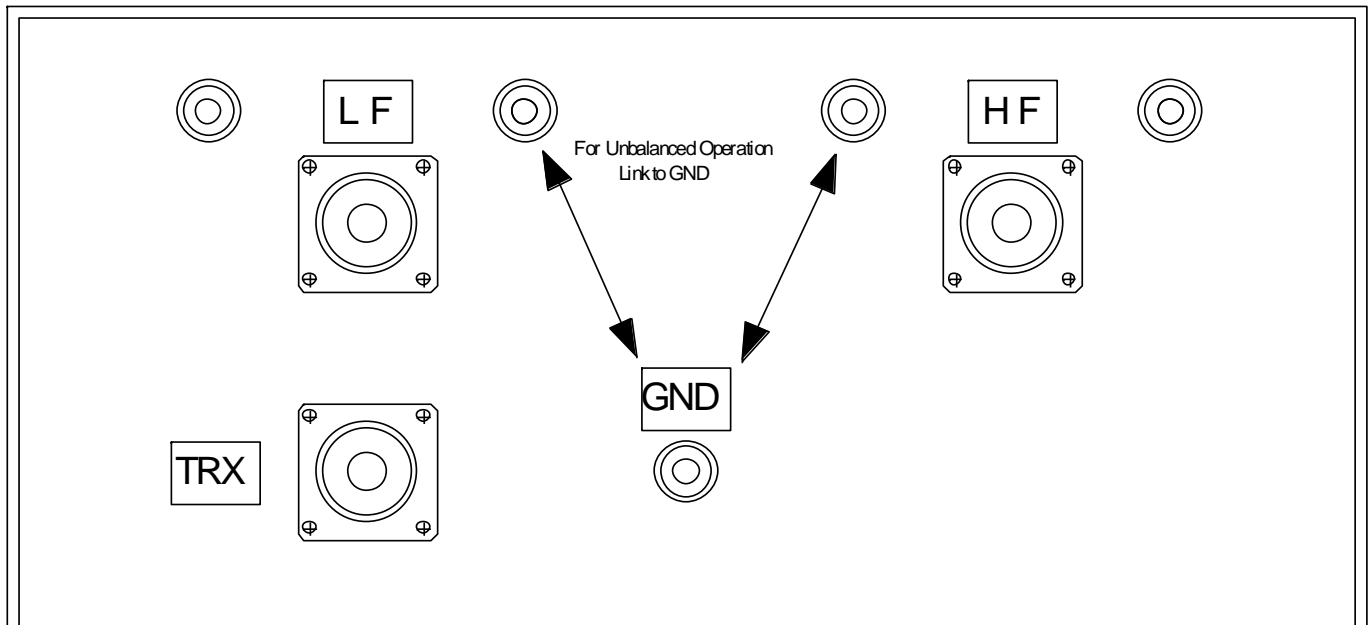 L F
H F
For Unbalanced Operation
Link to GND
GND
TRX